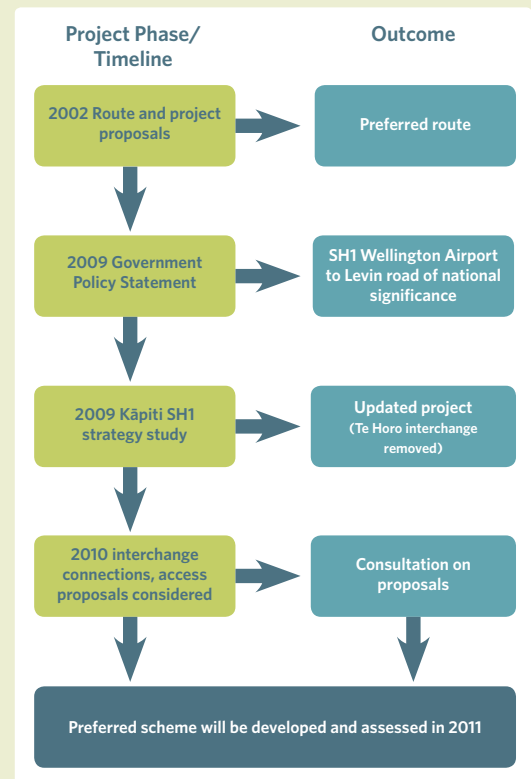 Project Phase/
Timeline
Outcome
2002 Route and project
proposals
Preferred route
2009 Government
Policy Statement
SH1 Wellington Airport
to Levin road of national
significance
2009 Kāpiti SH1
strategy study
Updated project
(Te Horo interchange
removed)
2010 interchange
connections, access
proposals considered
Consultation on
proposals
Preferred scheme will be developed and assessed in 2011